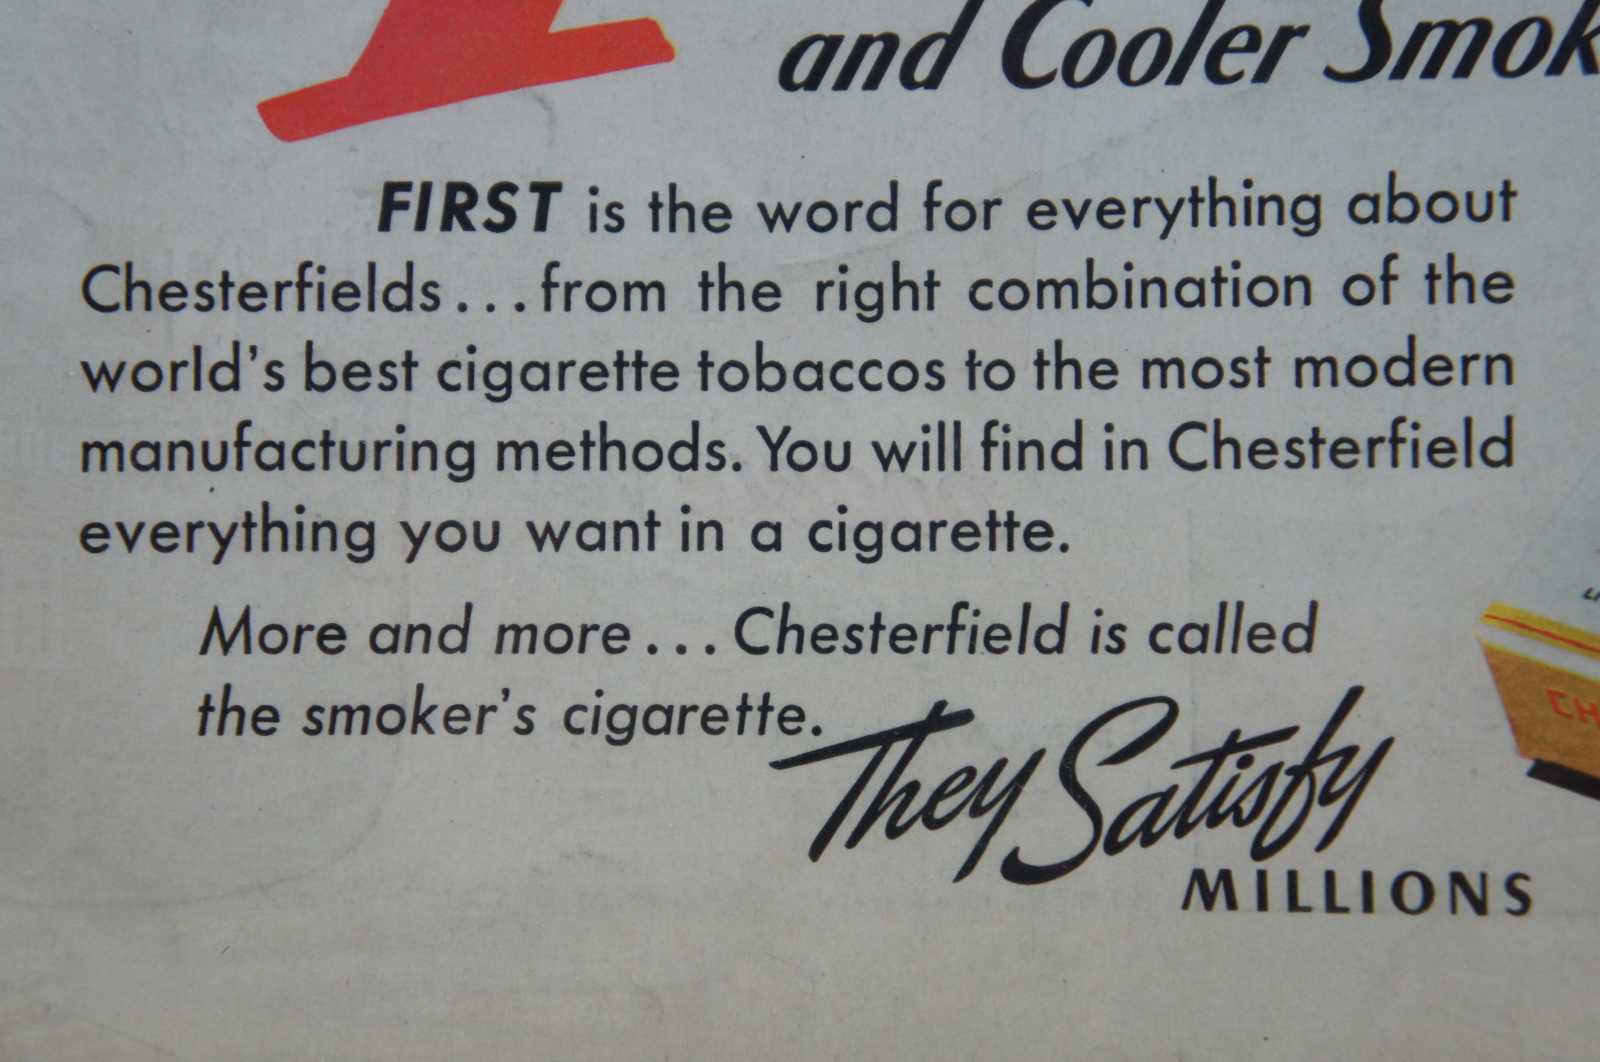 and Cooler Smok
FIRST is the word for everything about
Chesterfields...from the right combination of the
world's best cigarette tobaccos to the most modern
manufacturing methods. You will find in Chesterfield
everything you want in a cigarette.
More and more... Chesterfield is called
the smoker's cigarette.
They Satisfy
MILLIONS
CH